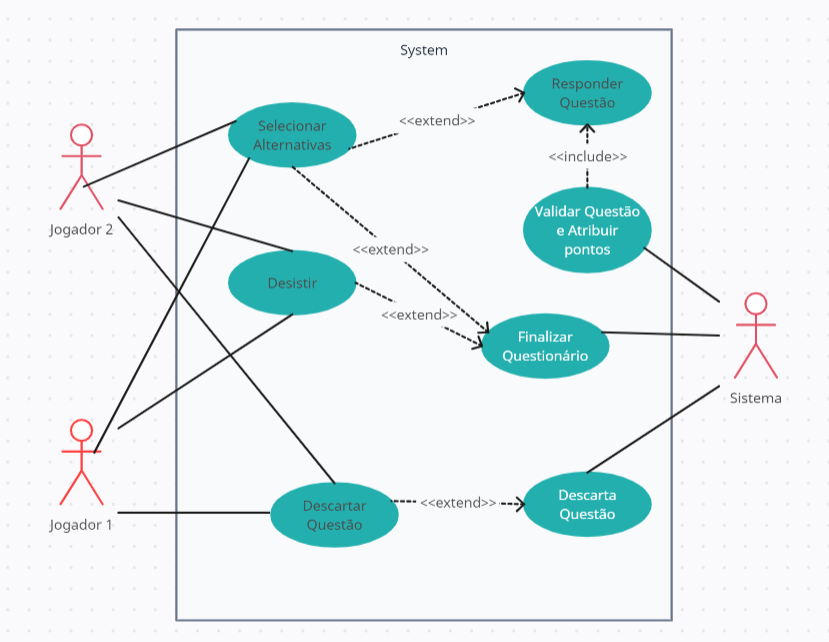 System
Responder
Questão
<<extend>>
Selecionar
Alternativas
<<include>>
Validar Questão
e Atribuir
pontos
Jogador 2
<<extend>>
Desistir
<<extend>>
Finalizar
Questionário
Sistema
Descartar
Questão
<<extend>>
Descarta
Questão
Jogador 1